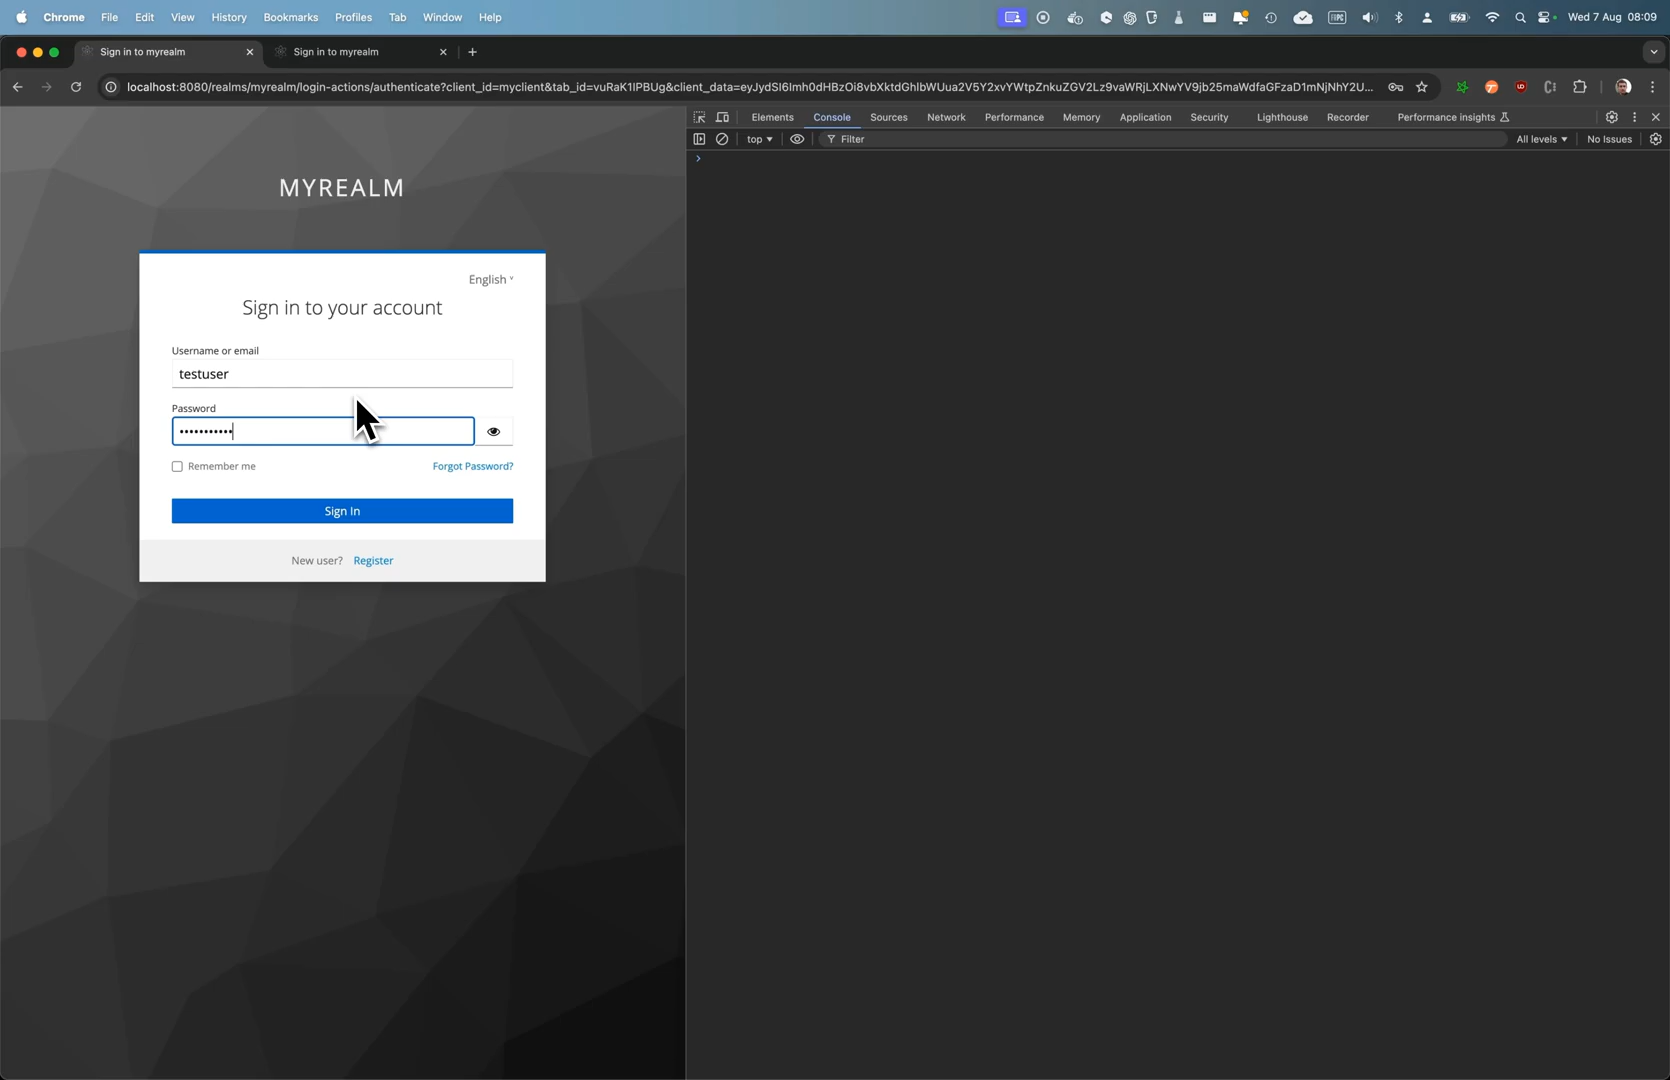 Chrome File Edit View History Bookmarks Profiles Tab Window Help Wed 7 Aug 08:09
Sign in to myrealm Sign in to myrealm
localhost:8080/realms/myrealm/login-actions/authenticate?client_id=myclient&tab_id=vuRaK1IPBUg&client_data=eyJydSI6Imh0dHBzOi8vbXktdGhlbWUua2V5Y2xvYWtpZnkuZGV2Lz9vaWRjLXNwYV9jb25maWdfaGFzaD1mNjNhY2U...
Elements Console Sources Network Performance Memory Application Security Lighthouse Recorder Performance insights
top Filter All levels No Issues
MYREALM
English
Sign in to your account
Username or email
testuser
Password
•••••••••••
Remember me Forgot Password?
Sign In
New user? Register